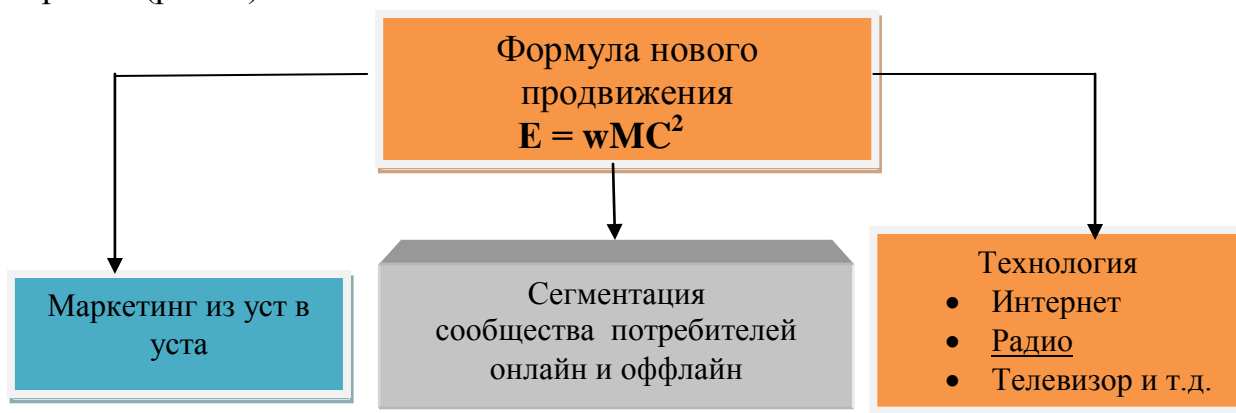 Формула нового
продвижения
E = wMC²
Маркетинг из уст в
уста
Сегментация
сообщества потребителей
онлайн и оффлайн
Технология
• Интернет
• Радио
• Телевизор и т.д.